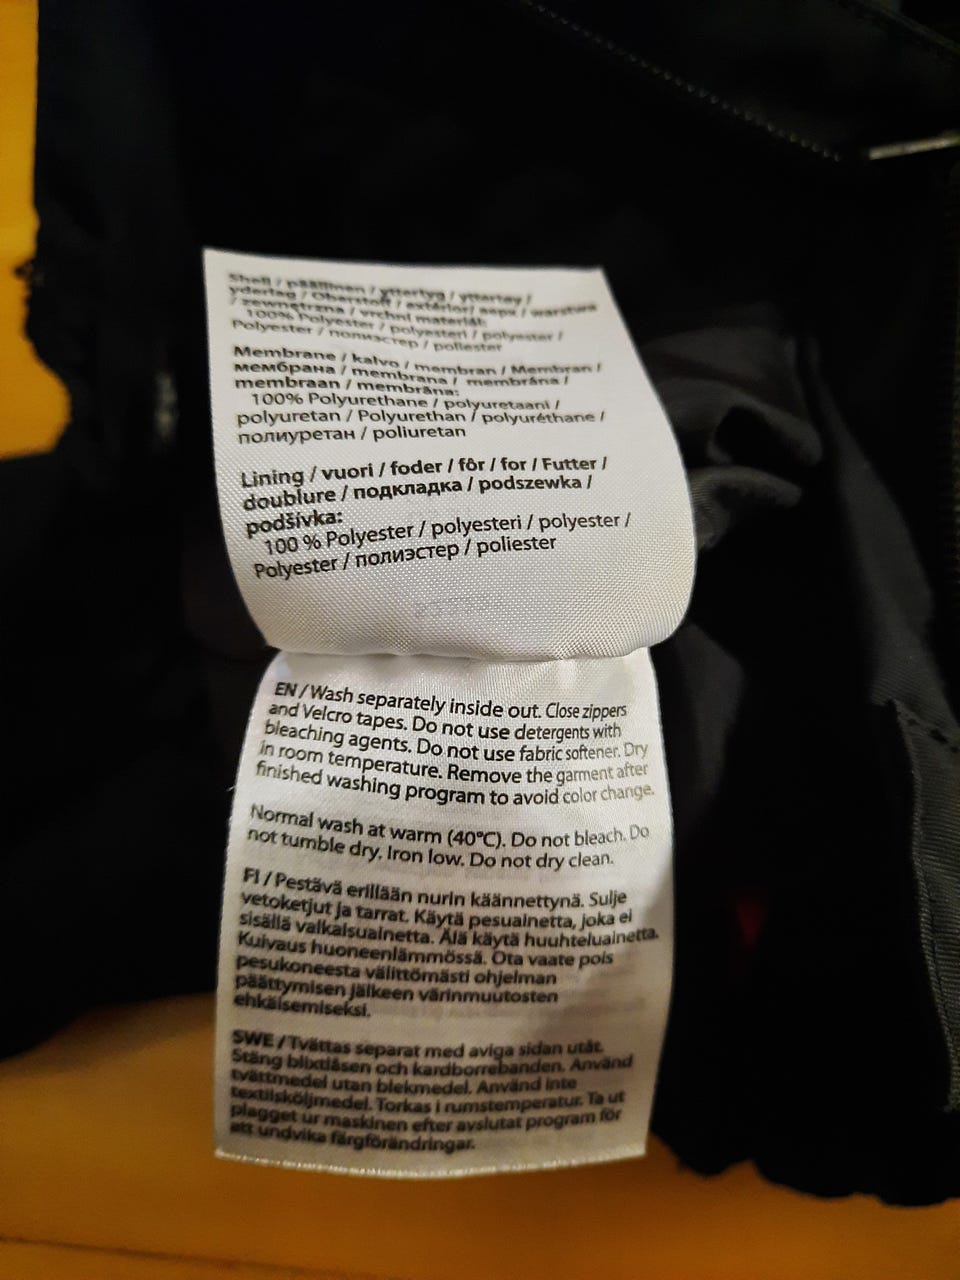 Shell / päällinen / yttertyg / yttertøy /
ydertøj / Oberstoff / extérior / верх / warstwa
/ zewnętrzna / vrchní materiál:
100% Polyester / polyesteri / polyester /
Polyester / полиэстер / poliester
Membrane / kalvo / membran / Membran /
мембрана / membrana / membrána /
membraan / membrāna:
100% Polyurethane / polyuretaani /
polyuretan / Polyurethan / polyuréthane /
полиуретан / poliuretan
Lining / vuori / foder / fôr / for / Futter /
doublure / подкладка / podszewka /
podšívka:
100 % Polyester / polyesteri / polyester /
Polyester / полиэстер / poliester
EN / Wash separately inside out. Close zippers
and Velcro tapes. Do not use detergents with
bleaching agents. Do not use fabric softener. Dry
in room temperature. Remove the garment after
finished washing program to avoid color change.
Normal wash at warm (40°C). Do not bleach. Do
not tumble dry. Iron low. Do not dry clean.
FI / Pestävä erillään nurin käännettynä. Sulje
vetoketjut ja tarrat. Käytä pesuainetta, joka ei
sisällä valkaisuainetta. Älä käytä huuhteluainetta.
Kuivaus huoneenlämmössä. Ota vaate pois
pesukoneesta välittömästi ohjelman
päättymisen jälkeen värinmuutosten
ehkäisemiseksi.
SWE / Tvättas separat med aviga sidan utåt.
Stäng blixtlåsen och kardborrebanden. Använd
tvättmedel utan blekmedel. Använd inte
textilsköljmedel. Torkas i rumstemperatur. Ta ut
plagget ur maskinen efter avslutat program för
att undvika färgförändringar.